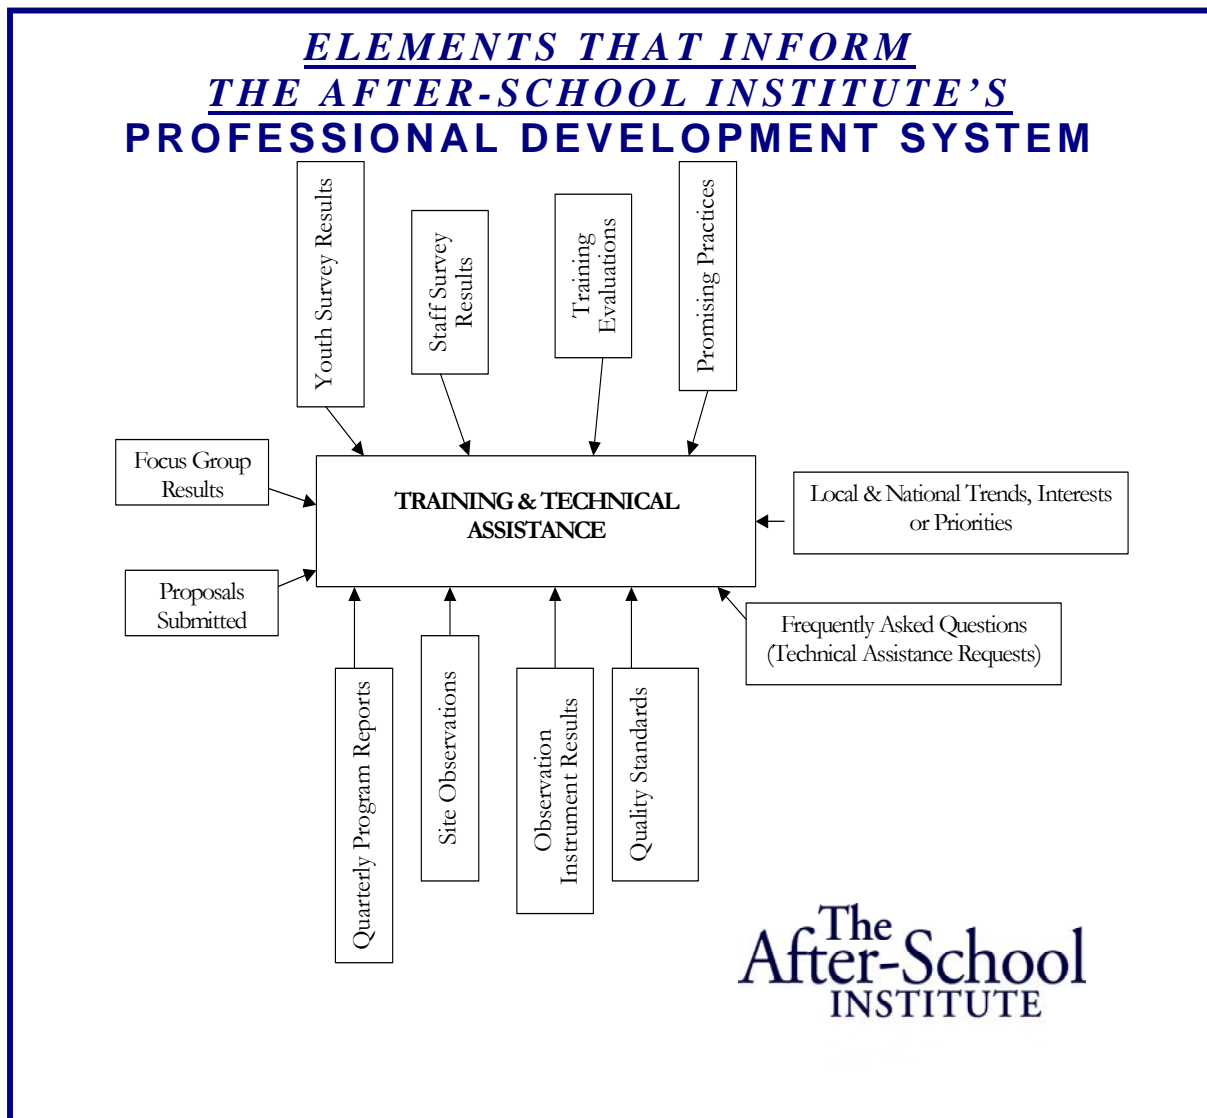 ELEMENTS THAT INFORM
THE AFTER-SCHOOL INSTITUTE’S
PROFESSIONAL DEVELOPMENT SYSTEM
Youth Survey Results
Staff Survey
Results
Training
Evaluations
Promising Practices
Focus Group
Results
TRAINING & TECHNICAL
ASSISTANCE
Local & National Trends, Interests
or Priorities
Proposals
Submitted
Frequently Asked Questions
(Technical Assistance Requests)
Quarterly Program Reports
Site Observations
Observation
Instrument Results
Quality Standards
The
After-School
INSTITUTE